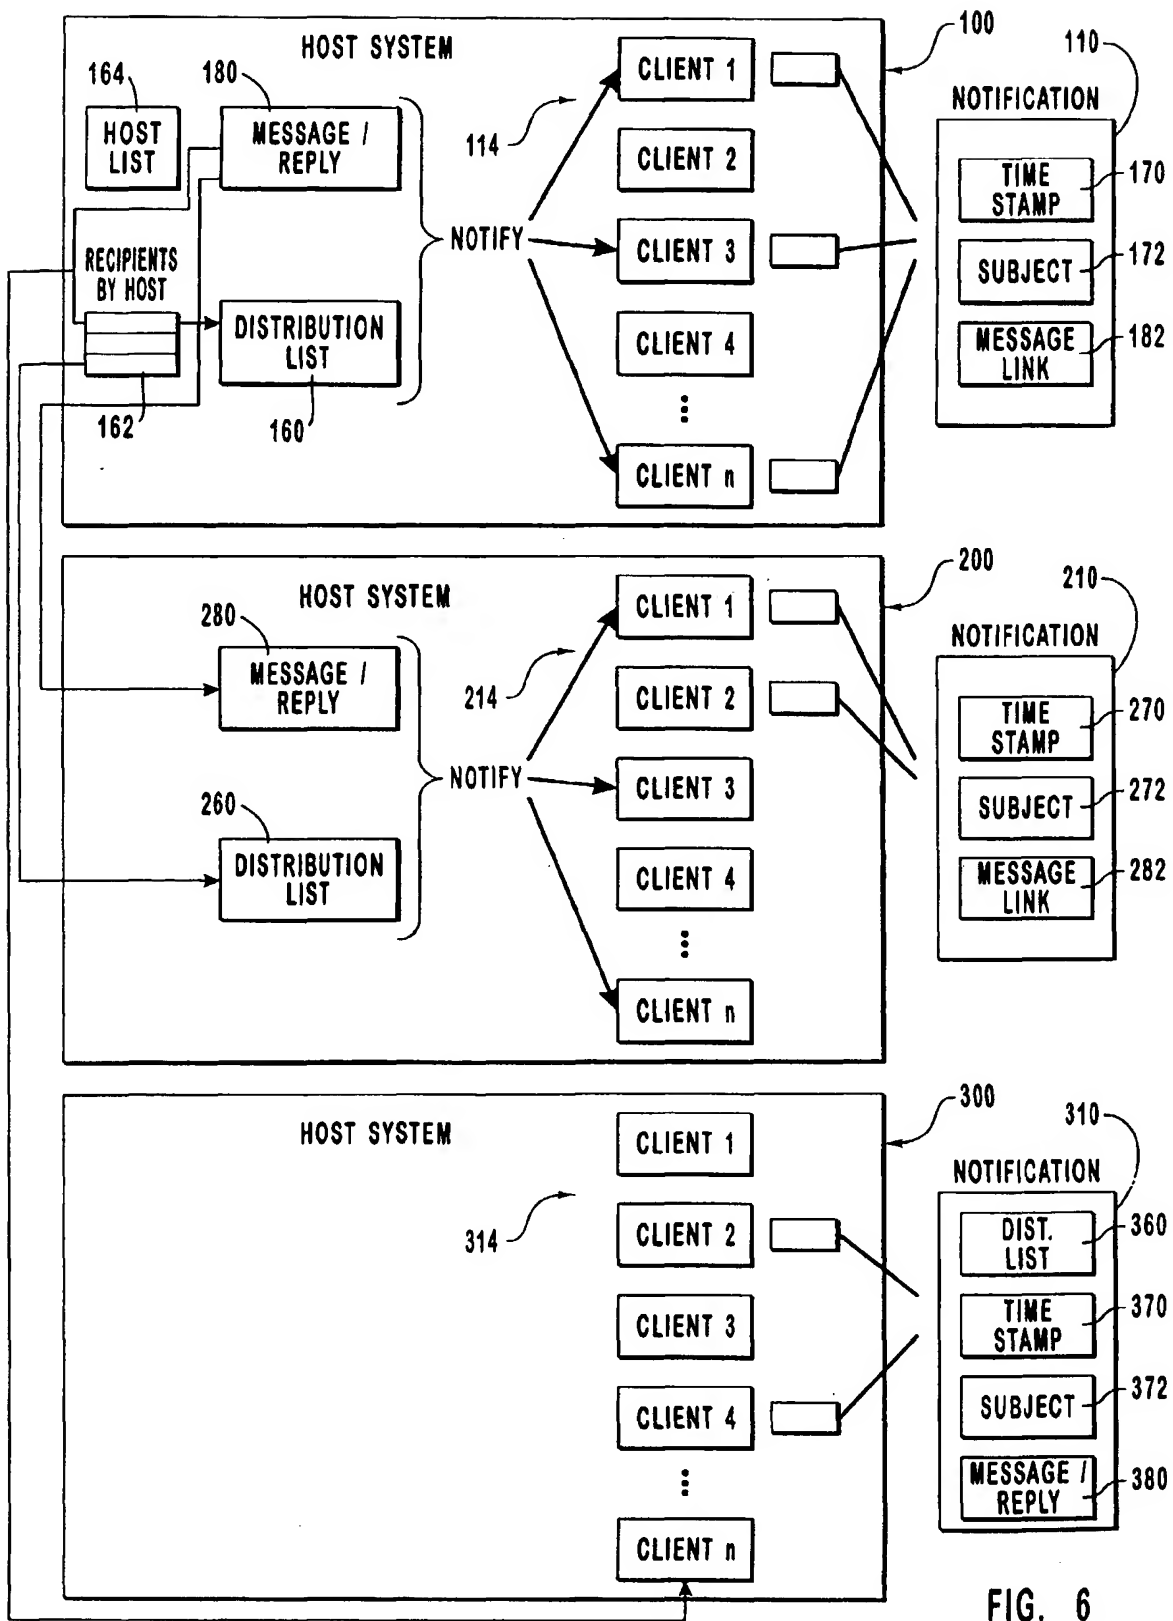 HOST SYSTEM
100
110
164
180
CLIENT 1
NOTIFICATION
HOST
LIST
MESSAGE /
REPLY
114
CLIENT 2
TIME
STAMP
170
NOTIFY
CLIENT 3
SUBJECT
172
RECIPIENTS
BY HOST
DISTRIBUTION
LIST
CLIENT 4
MESSAGE
LINK
182
162
160
CLIENT n
HOST SYSTEM
200
210
280
CLIENT 1
NOTIFICATION
MESSAGE /
REPLY
214
CLIENT 2
TIME
STAMP
270
NOTIFY
CLIENT 3
SUBJECT
272
260
DISTRIBUTION
LIST
CLIENT 4
MESSAGE
LINK
282
CLIENT n
HOST SYSTEM
300
310
CLIENT 1
NOTIFICATION
314
CLIENT 2
DIST.
LIST
360
CLIENT 3
TIME
STAMP
370
CLIENT 4
SUBJECT
372
MESSAGE /
REPLY
380
CLIENT n
FIG. 6